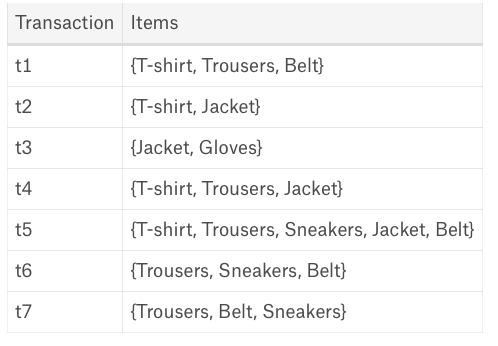 Transaction Items
t1 {T-shirt, Trousers, Belt}
t2 {T-shirt, Jacket}
t3 {Jacket, Gloves}
t4 {T-shirt, Trousers, Jacket}
t5 {T-shirt, Trousers, Sneakers, Jacket, Belt}
t6 {Trousers, Sneakers, Belt}
t7 {Trousers, Belt, Sneakers}